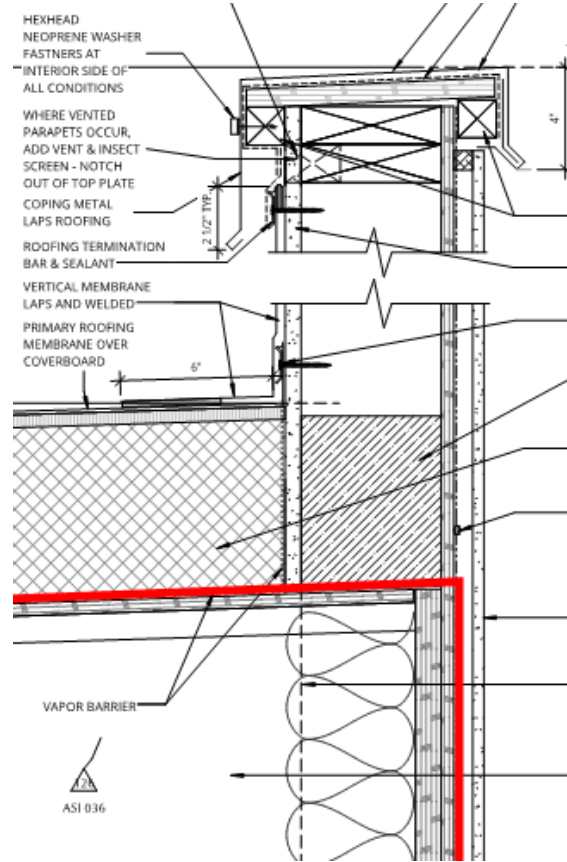 HEXHEAD
NEOPRENE WASHER
FASTNERS AT
INTERIOR SIDE OF
ALL CONDITIONS
WHERE VENTED
PARAPETS OCCUR,
ADD VENT & INSECT
SCREEN - NOTCH
OUT OF TOP PLATE
COPING METAL
LAPS ROOFING
ROOFING TERMINATION
BAR & SEALANT
VERTICAL MEMBRANE
LAPS AND WELDED
PRIMARY ROOFING
MEMBRANE OVER
COVERBOARD
4"
2 1/2" TYP.
6"
VAPOR BARRIER
126
ASI 036